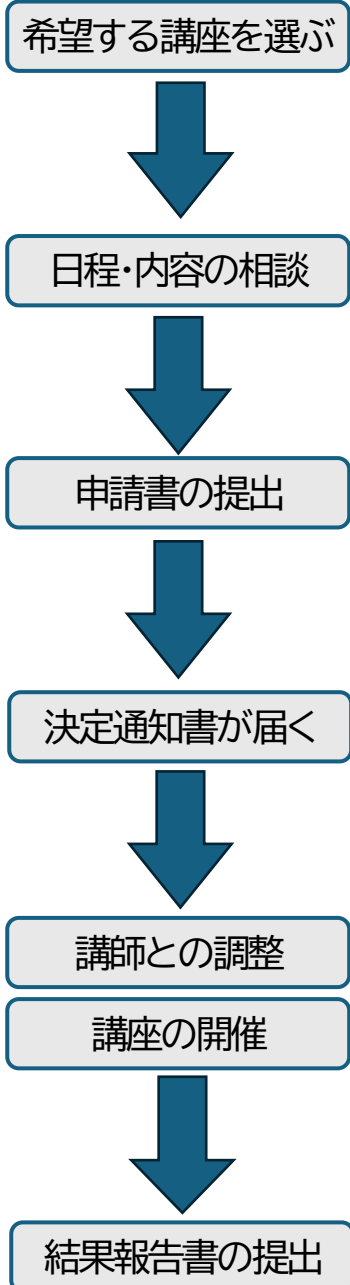 希望する講座を選ぶ
日程・内容の相談
申請書の提出
決定通知書が届く
講師との調整
講座の開催
結果報告書の提出